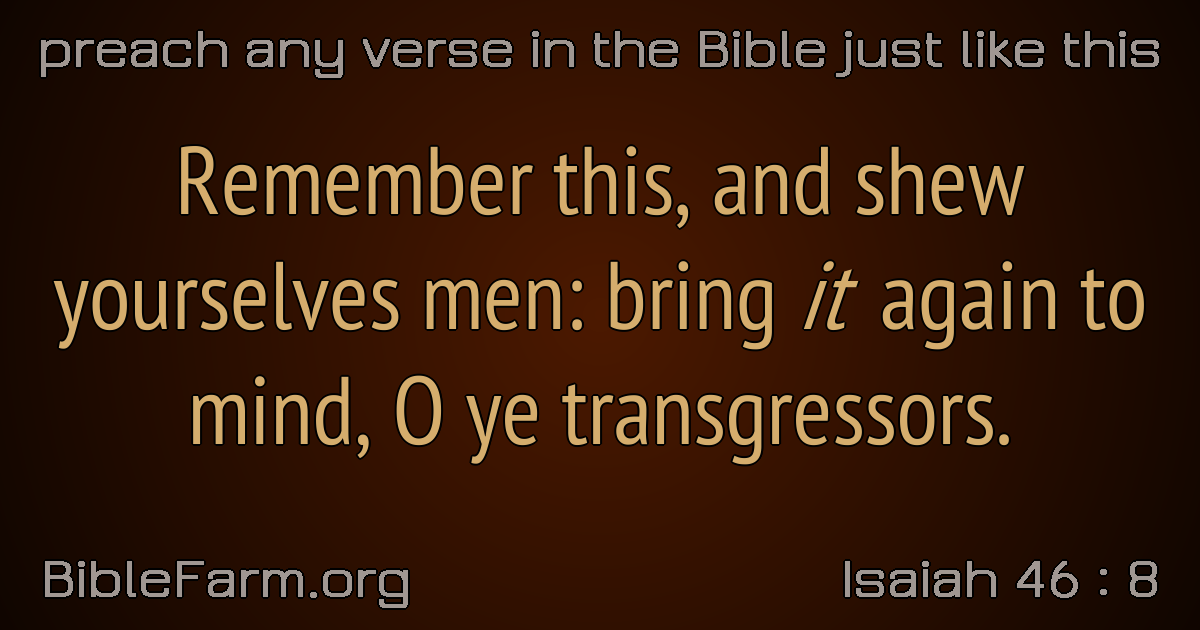 preach any verse in the Bible just like this
Remember this, and shew
yourselves men: bring it again to
mind, O ye transgressors.
BibleFarm.org
Isaiah 46 : 8